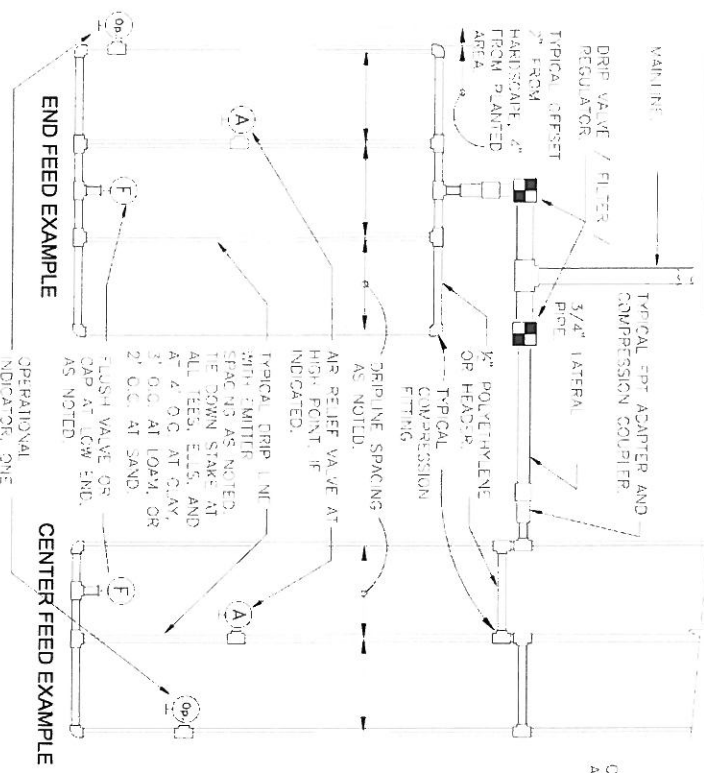 MAINLINE.
DRIP VALVE / FILTER /
REGULATOR.
TYPICAL OFFSET
2" FROM
HARDSCAPE, 4"
FROM PLANTED
AREA
TYPICAL FPT ADAPTER AND
COMPRESSION COUPLER.
3/4" LATERAL
PIPE
¾" POLYETHYLENE
OR HEADER.
TYPICAL
COMPRESSION
FITTING
DRIPLINE SPACING
AS NOTED.
AIR RELIEF VALVE AT
HIGH POINT, IF
INDICATED.
TYPICAL DRIP LINE
WITH EMITTER
SPACING AS NOTED.
TIE DOWN STAKE AT
ALL TEES, ELLS, AND
AT 4' O.C. AT CLAY,
3' O.C. AT LOAM, OR
2' O.C. AT SAND.
FLUSH VALVE OR
CAP AT LOW END,
AS NOTED.
OPERATIONAL
INDICATOR, ONE
Op.
A
F
END FEED EXAMPLE
F
A
Op.
CENTER FEED EXAMPLE
C
A